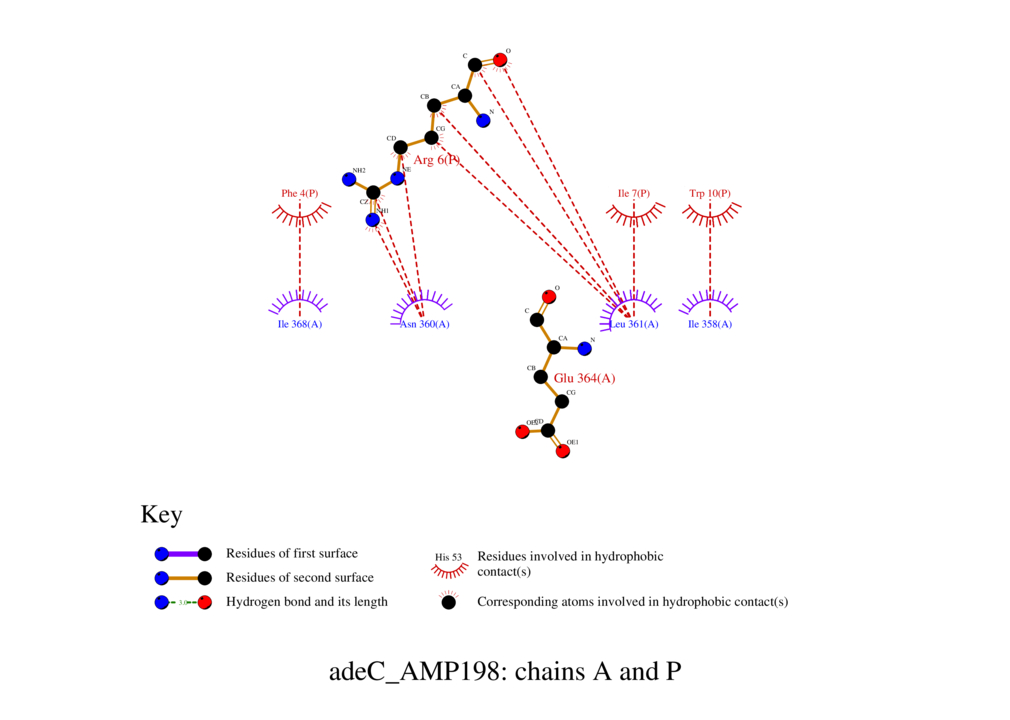 C
O
CA
CB
N
CG
CD
Arg 6(P)
NH2
NE
Phe 4(P)
Ile 7(P)
Trp 10(P)
CZ
NH1
O
C
Ile 368(A)
Asn 360(A)
Leu 361(A)
Ile 358(A)
CA
N
CB
Glu 364(A)
CG
CD
OE1
Key
Residues of first surface
Residues of second surface
3.0
Hydrogen bond and its length
His 53
Residues involved in hydrophobic
contact(s)
Corresponding atoms involved in hydrophobic contact(s)
adeC_AMP198: chains A and P